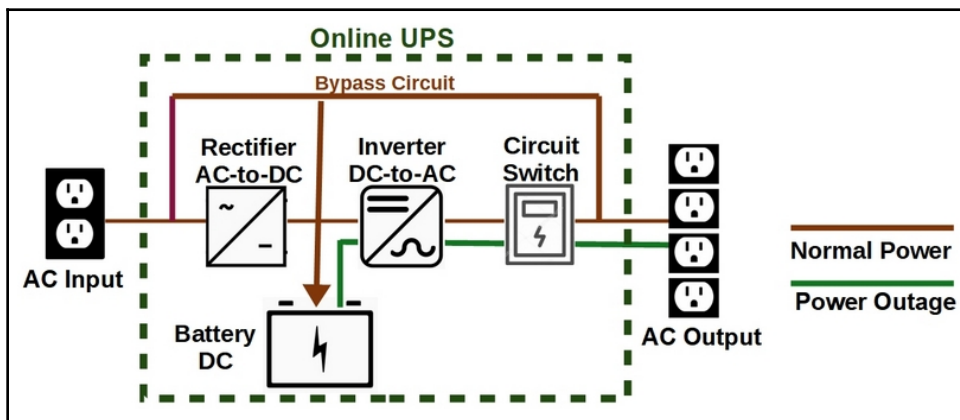 Online UPS
Bypass Circuit
Rectifier
AC-to-DC
Inverter
DC-to-AC
Circuit
Switch
AC Input
Battery
DC
AC Output
Normal Power
Power Outage